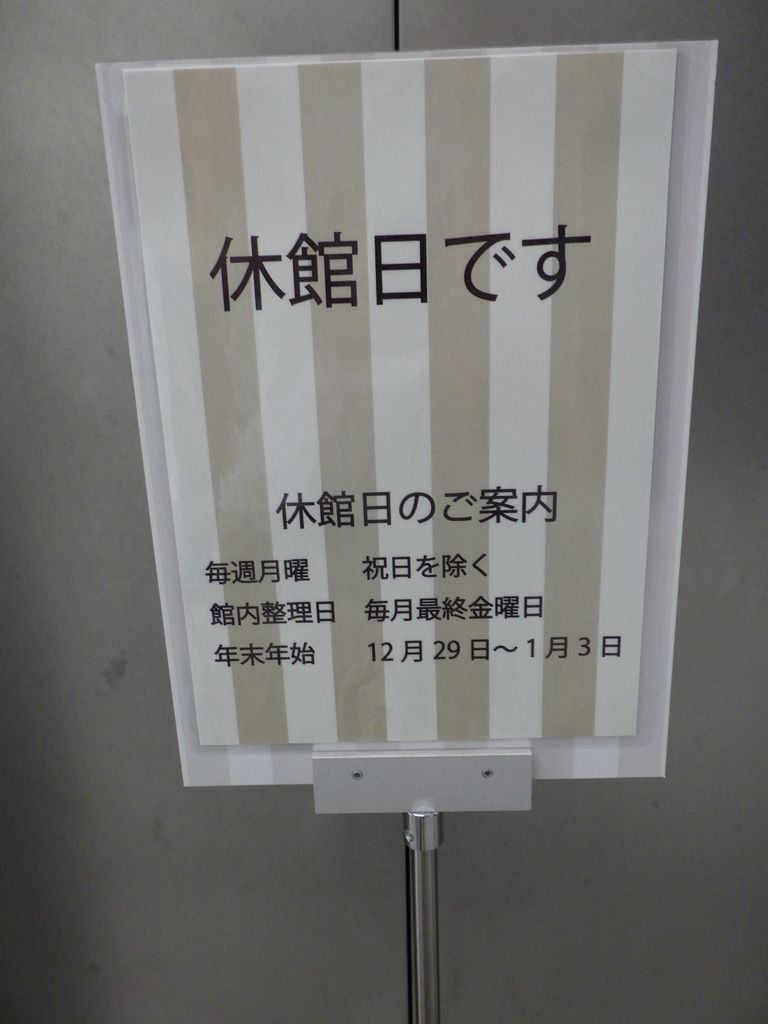 休館日です
休館日のご案内
毎週月曜 祝日を除く
館内整理日 毎月最終金曜日
年末年始 12月29日～1月3日